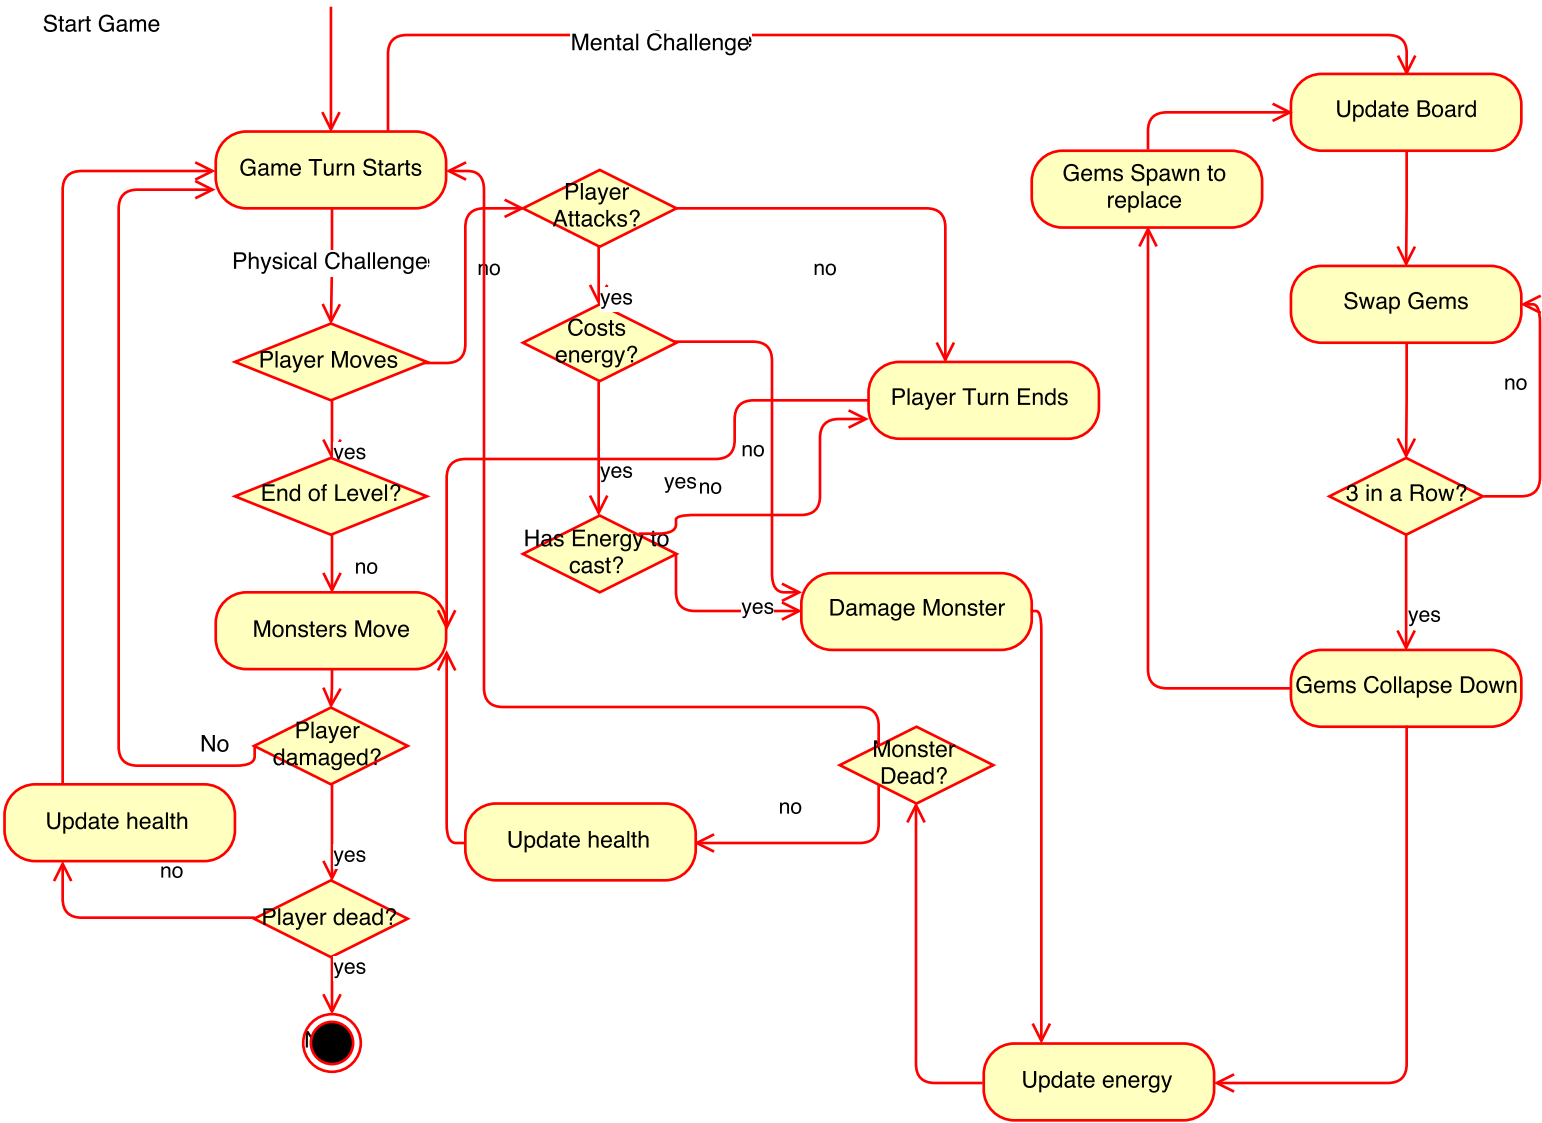 Start Game
Mental Challenge
Update Board
Game Turn Starts
Gems Spawn to
replace
Player
Attacks?
Physical Challenge
no
no
yes
Swap Gems
Costs
energy?
Player Moves
no
Player Turn Ends
yes
no
yes
yes
no
End of Level?
3 in a Row?
Has Energy to
cast?
no
yes
Damage Monster
yes
Monsters Move
Gems Collapse Down
Player
damaged?
No
Monster
Dead?
no
Update health
Update health
yes
no
Player dead?
yes
Update energy